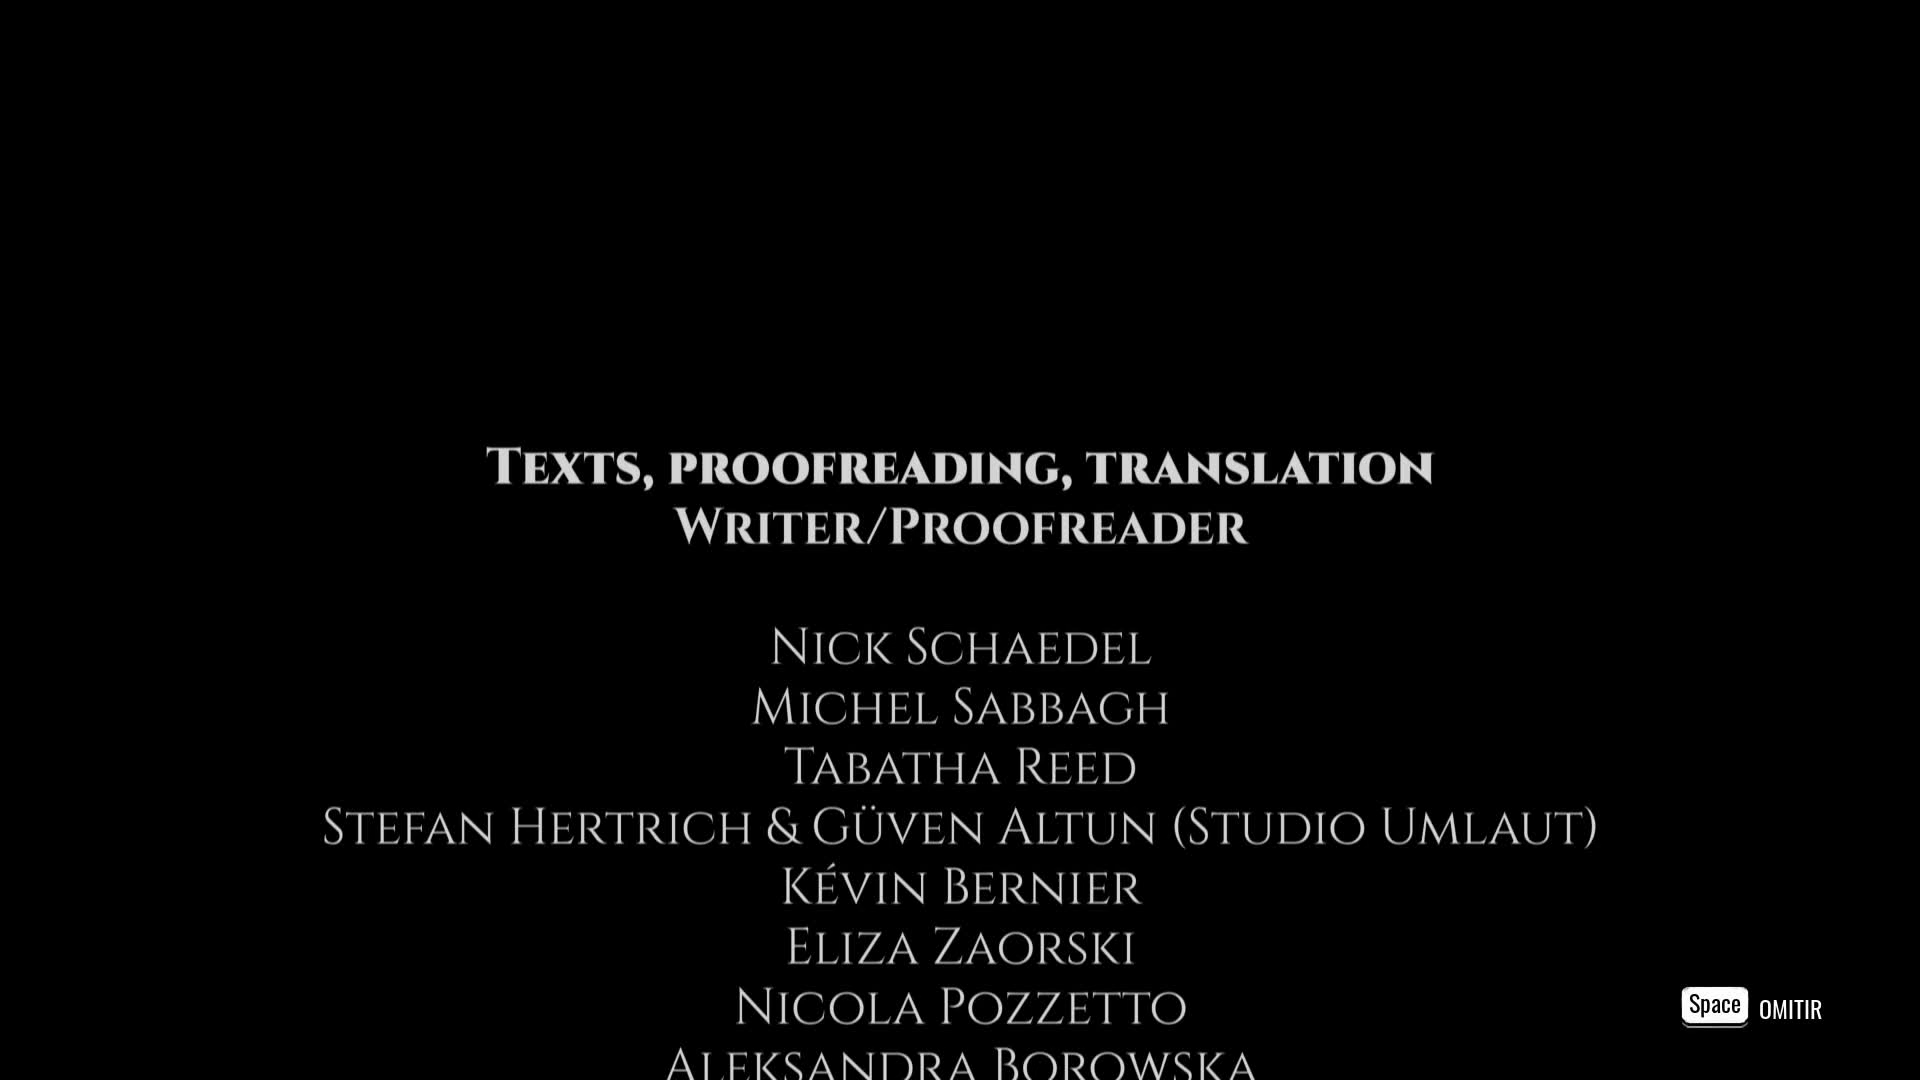 Texts, proofreading, translation
Writer/Proofreader
Nick Schaedel
Michel Sabbagh
Tabatha Reed
Stefan Hertrich & Güven Altun (Studio Umlaut)
Kévin Bernier
Eliza Zaorski
Nicola Pozzetto
Aleksandra Borowska
Space OMITIR